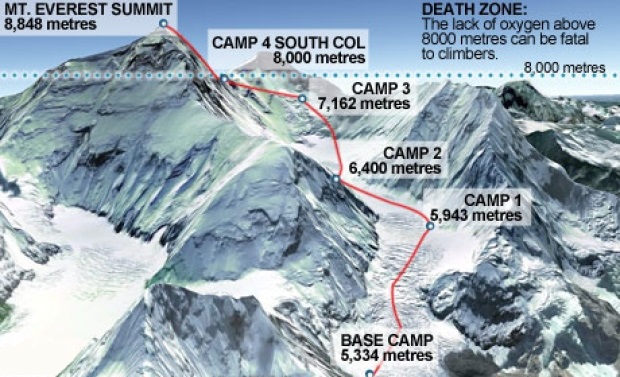 MT. EVEREST SUMMIT
8,848 metres
DEATH ZONE:
The lack of oxygen above
8000 metres can be fatal
to climbers.
8,000 metres
CAMP 4 SOUTH COL
8,000 metres
CAMP 3
7,162 metres
CAMP 2
6,400 metres
CAMP 1
5,943 metres
BASE CAMP
5,334 metres